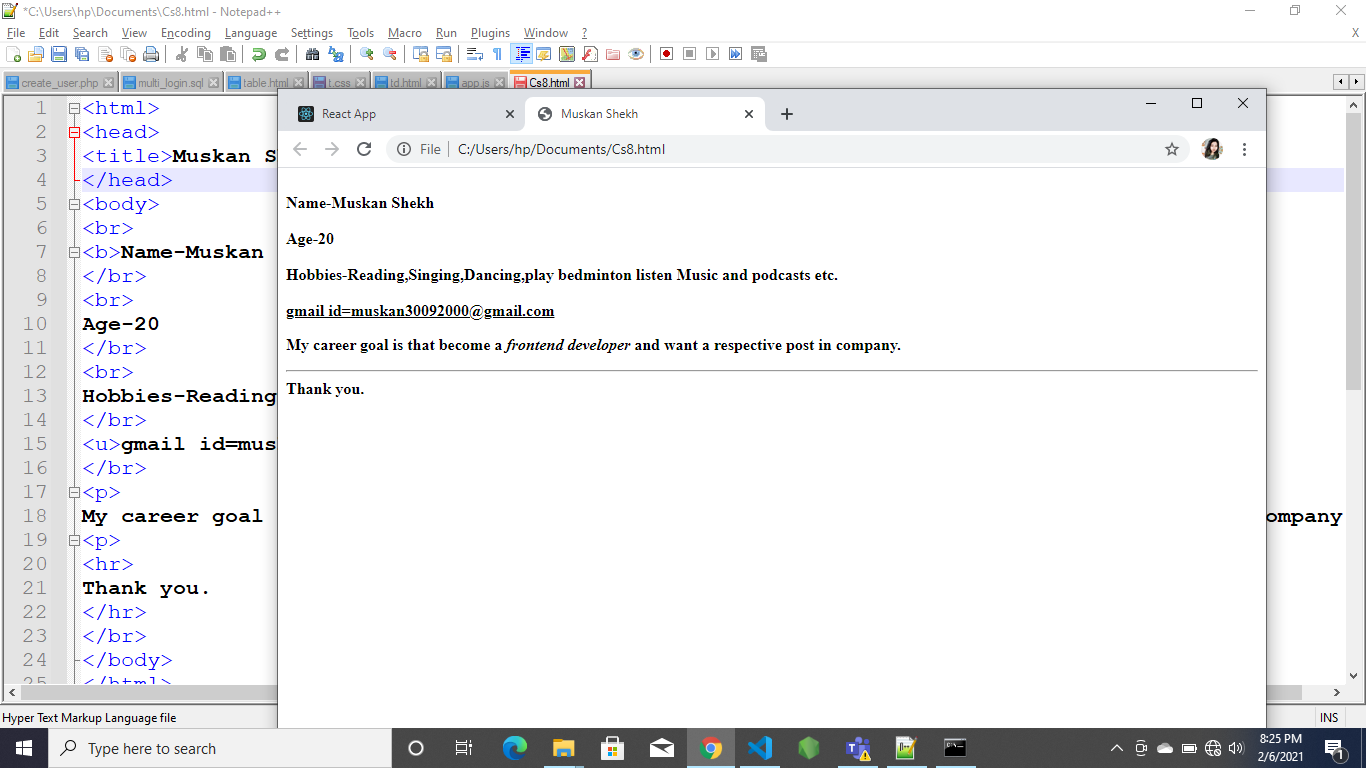 *C:\Users\hp\Documents\Cs8.html - Notepad++
File Edit Search View Encoding Language Settings Tools Macro Run Plugins Window ? X
create_user.php multi_login.sql table.html t.css td.html app.js Cs8.html
React App Muskan Shekh
File C:/Users/hp/Documents/Cs8.html
1 <html>
2 <head>
3 <title>Muskan S
4 </head>
5 <body>
6 <br>
7 <b>Name-Muskan
8 </br>
9 <br>
10 Age-20
11 </br>
12 <br>
13 Hobbies-Reading
14 </br>
15 <u>gmail id=mus
16 </br>
17 <p>
18 My career goal ompany
19 <p>
20 <hr>
21 Thank you.
22 </hr>
23 </br>
24 </body>
25 </html>
Name-Muskan Shekh
Age-20
Hobbies-Reading,Singing,Dancing,play bedminton listen Music and podcasts etc.
gmail id=muskan30092000@gmail.com
My career goal is that become a frontend developer and want a respective post in company.
Thank you.
Hyper Text Markup Language file INS
Type here to search
8:25 PM
2/6/2021
1